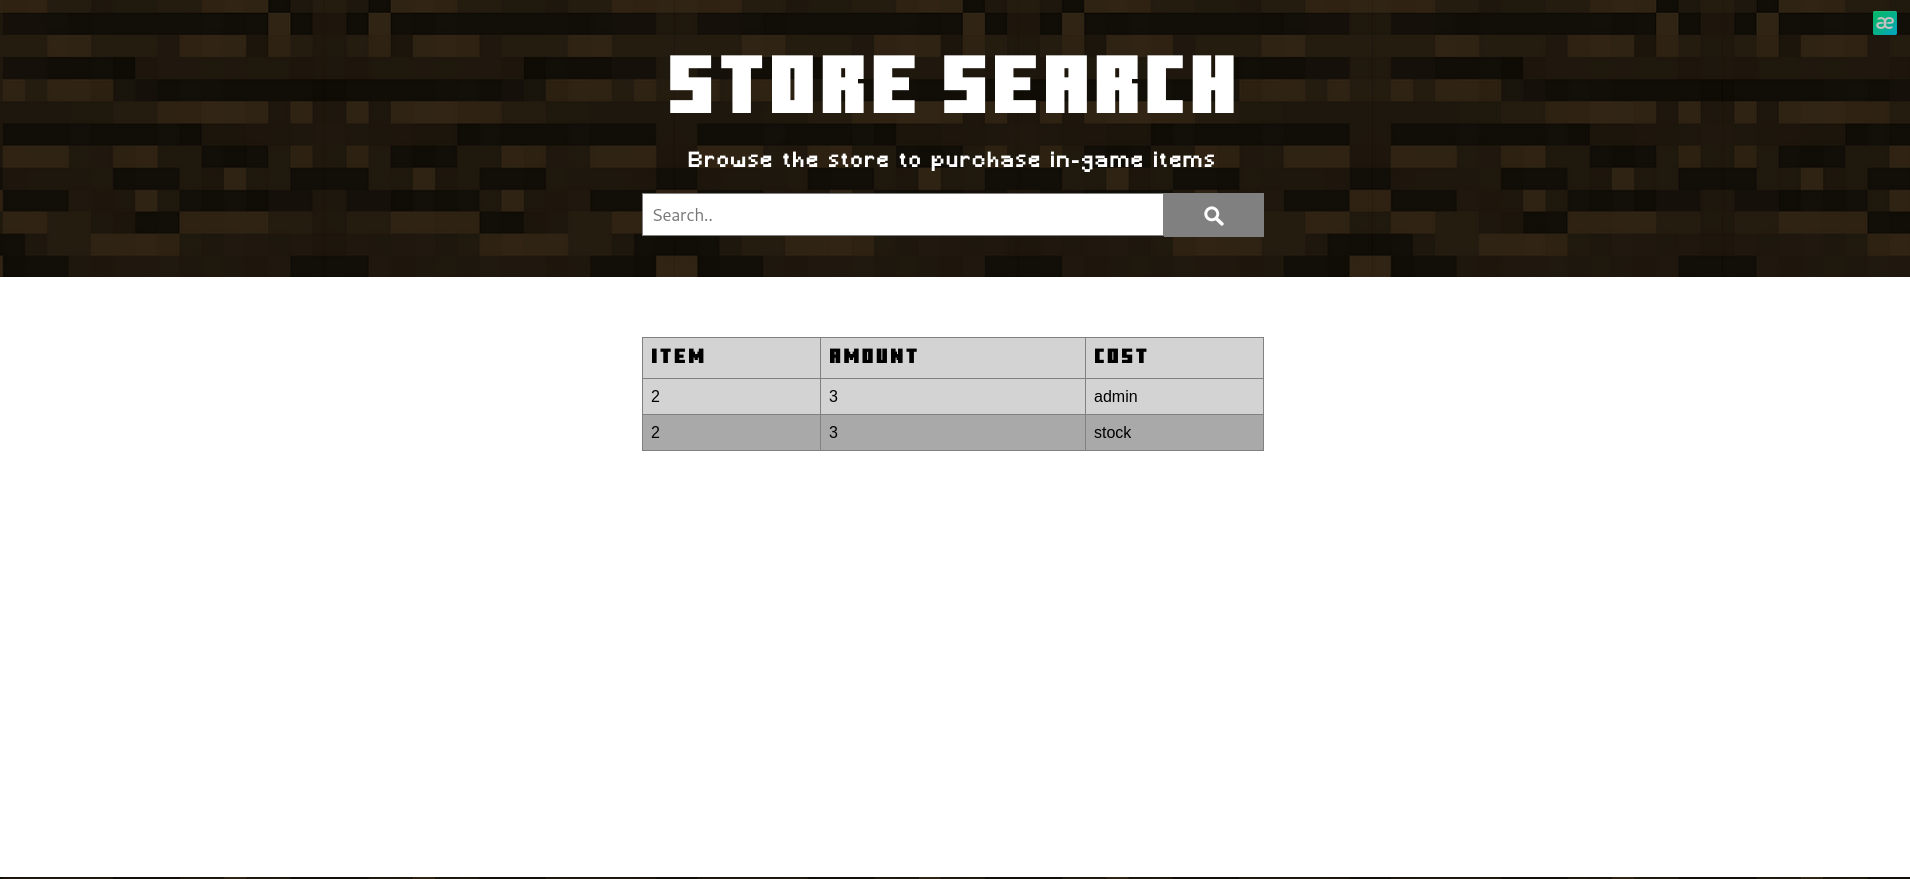 æ
STORE SEARCH
Browse the store to purchase in-game items
Search..
ITEM AMOUNT COST
2 3 admin
2 3 stock